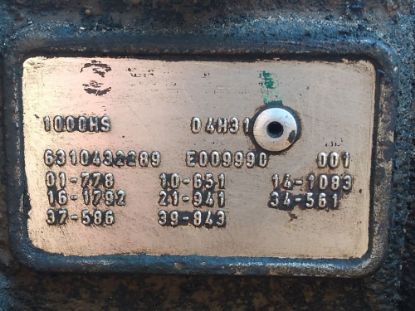 1000HS 04H31
6310432289 E009990 001
01-778 10-651 14-1083
16-1792 21-941 34-561
37-596 39-843